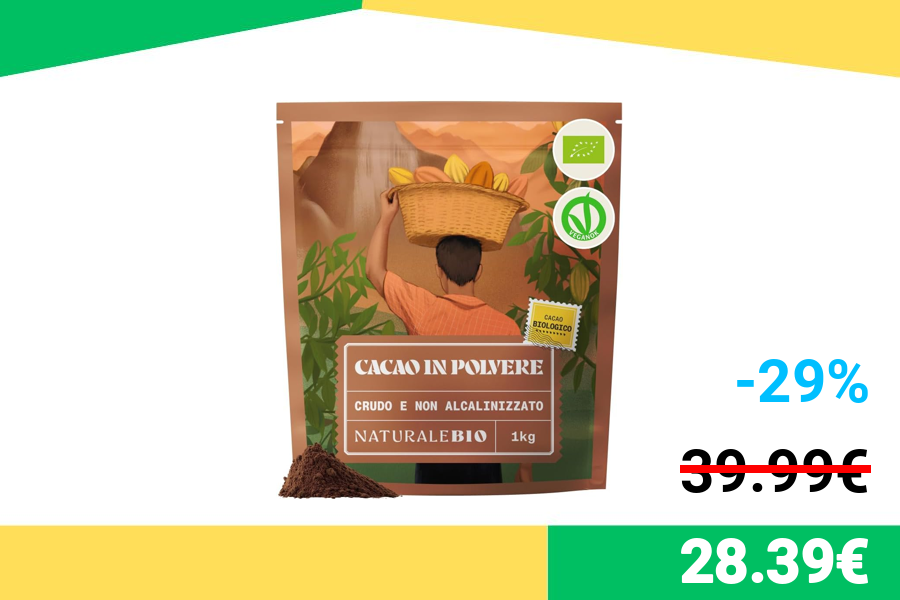 VEGANOK
CACAO
BIOLOGICO
CACAO IN POLVERE
CRUDO E NON ALCALINIZZATO
NATURALEBIO
1kg
-29%
39.99€
28.39€